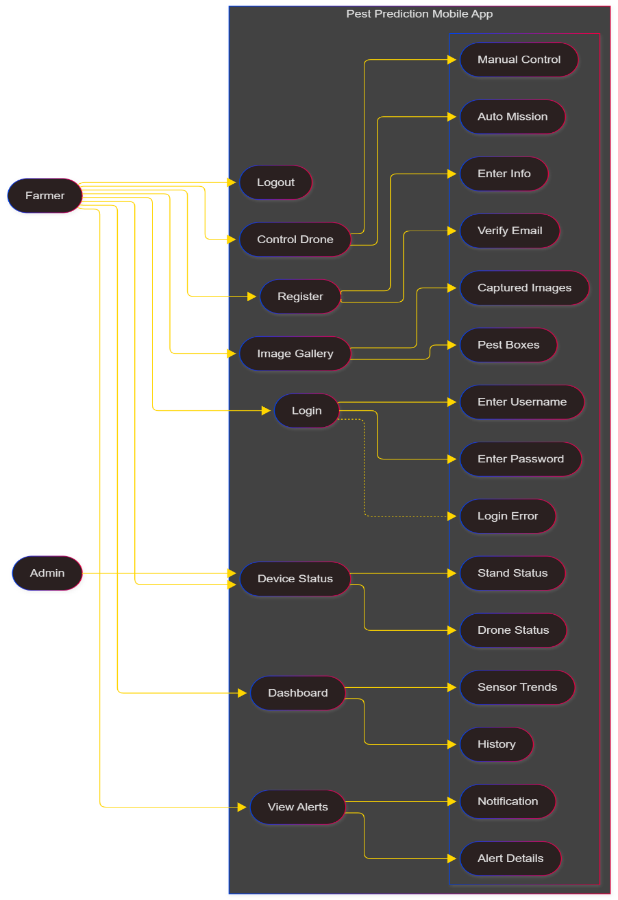 Pest Prediction Mobile App
Manual Control
Auto Mission
Enter Info
Logout
Farmer
Verify Email
Control Drone
Captured Images
Register
Pest Boxes
Image Gallery
Enter Username
Login
Enter Password
Login Error
Admin
Stand Status
Device Status
Drone Status
Sensor Trends
Dashboard
History
Notification
View Alerts
Alert Details